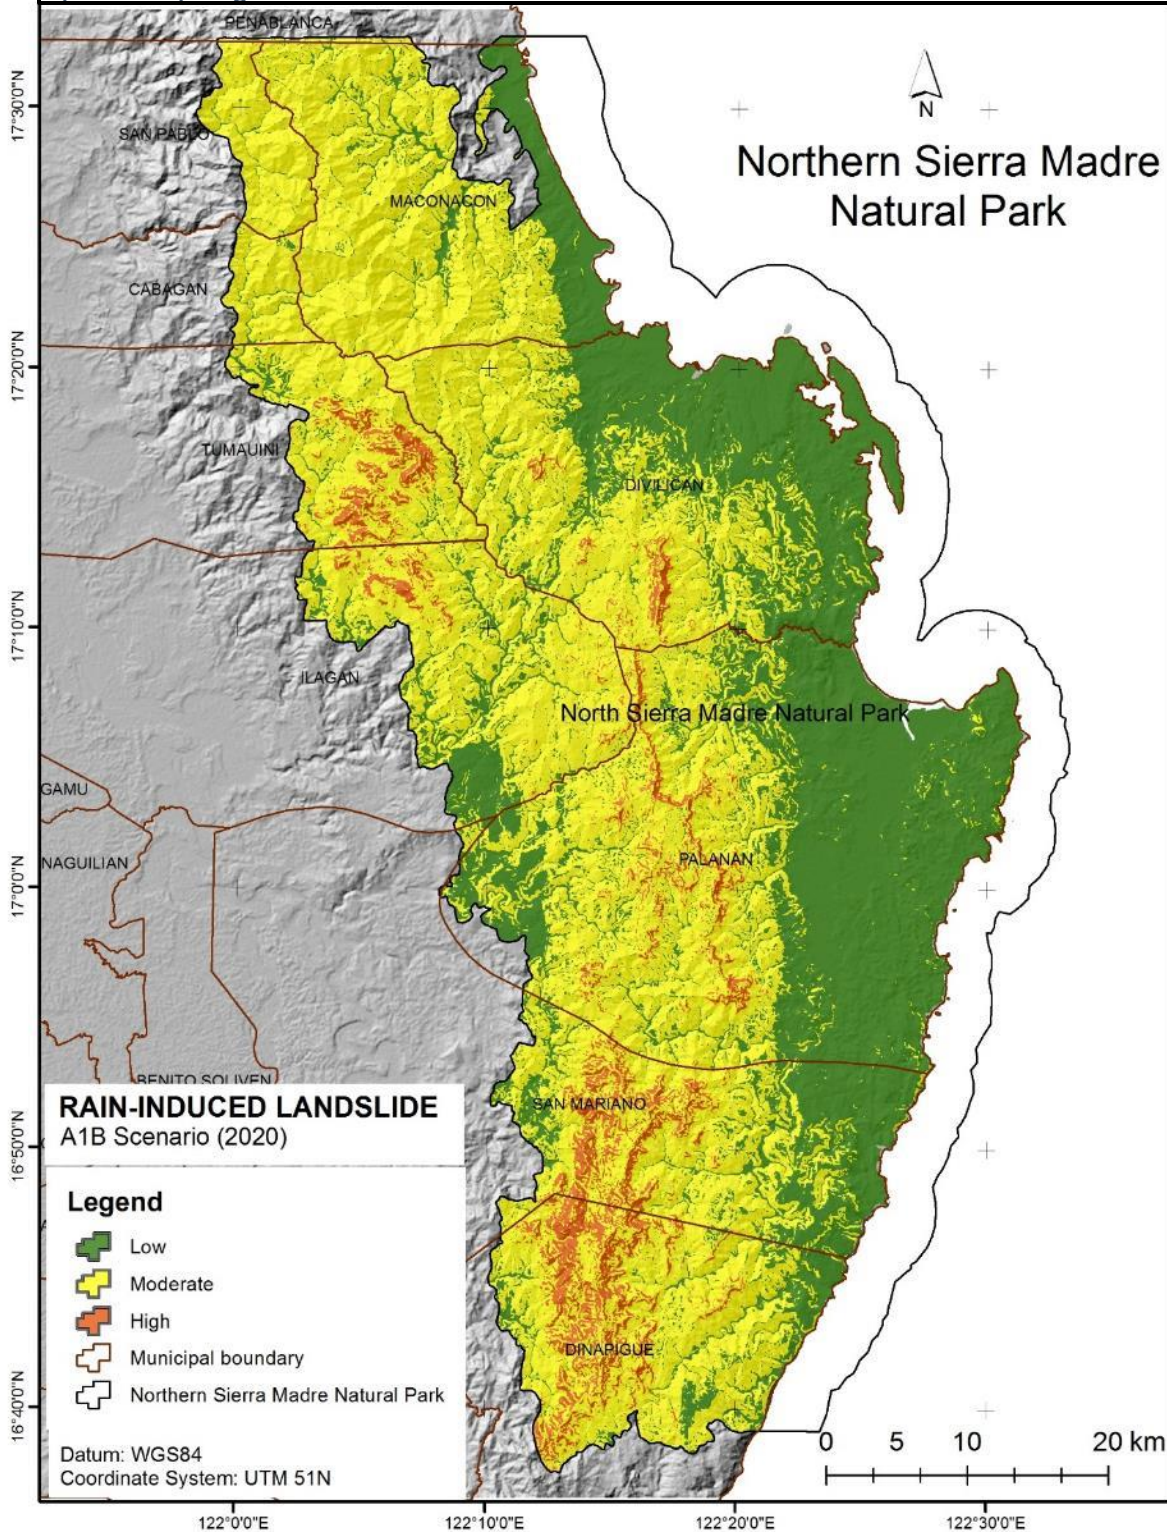 PENABLANCA
17°30'0"N
N
SAN PABLO
Northern Sierra Madre
Natural Park
MACONACON
CABAGAN
17°20'0"N
TUMAUINI
DIVILICAN
17°10'0"N
ILAGAN
North Sierra Madre Natural Park
GAMU
NAGUILIAN
PALANAN
17°0'0"N
BENITO SOLIVEN
SAN MARIANO
RAIN-INDUCED LANDSLIDE
A1B Scenario (2020)
16°50'0"N
Legend
Low
Moderate
High
Municipal boundary
Northern Sierra Madre Natural Park
DINAPIGUE
16°40'0"N
Datum: WGS84
Coordinate System: UTM 51N
0 5 10 20 km
122°0'0"E 122°10'0"E 122°20'0"E 122°30'0"E